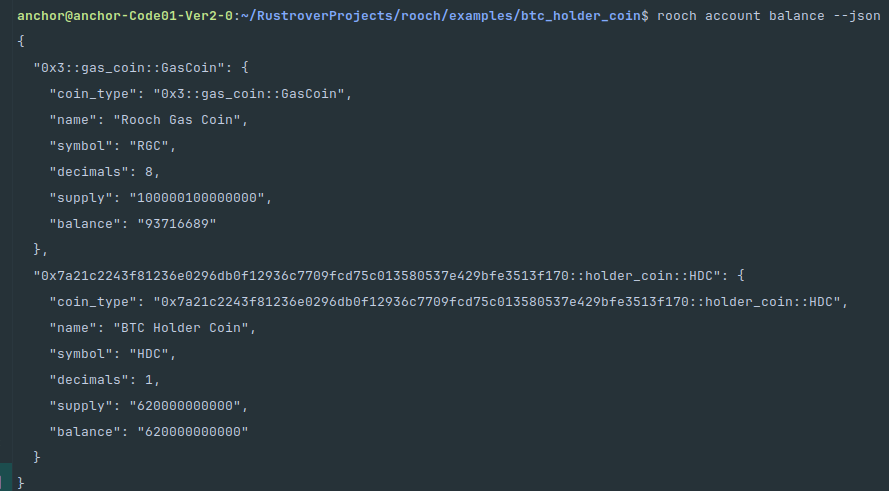 anchor@anchor-Code01-Ver2-0:~/RustroverProjects/rooch/examples/btc_holder_coin$ rooch account balance --json
{
  "0x3::gas_coin::GasCoin": {
    "coin_type": "0x3::gas_coin::GasCoin",
    "name": "Rooch Gas Coin",
    "symbol": "RGC",
    "decimals": 8,
    "supply": "100000100000000",
    "balance": "93716689"
  },
  "0x7a21c2243f81236e0296db0f12936c7709fcd75c013580537e429bfe3513f170::holder_coin::HDC": {
    "coin_type": "0x7a21c2243f81236e0296db0f12936c7709fcd75c013580537e429bfe3513f170::holder_coin::HDC",
    "name": "BTC Holder Coin",
    "symbol": "HDC",
    "decimals": 1,
    "supply": "620000000000",
    "balance": "620000000000"
  }
}